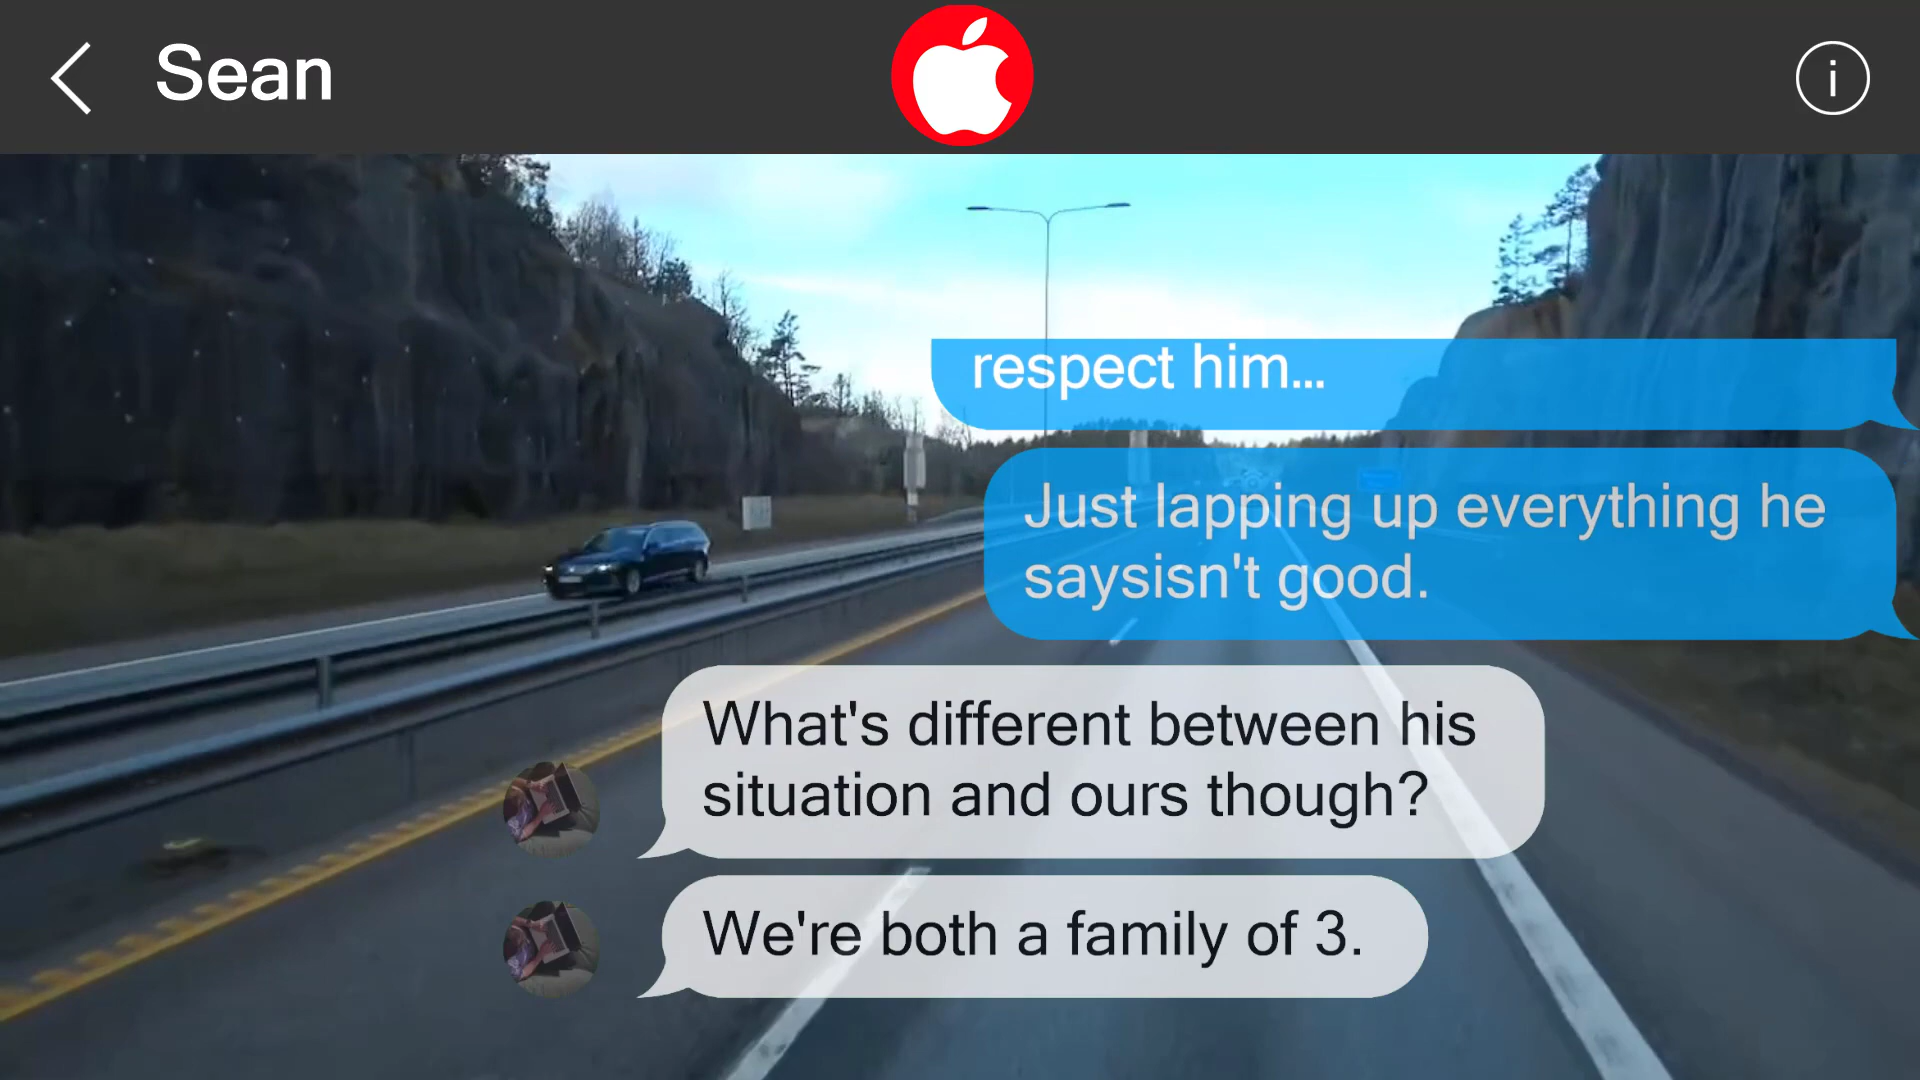 Sean
respect him...
Just lapping up everything he
saysisn't good.
What's different between his
situation and ours though?
We're both a family of 3.